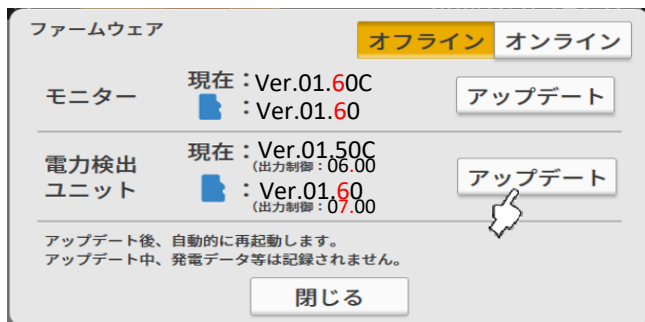 ファームウェア
オフライン オンライン
モニター
現在：Ver.01.60C
：Ver.01.60
アップデート
電力検出
ユニット
現在：Ver.01.50C
（出力制御：06.00
：Ver.01.60
（出力制御：07.00
アップデート
アップデート後、自動的に再起動します。
アップデート中、発電データ等は記録されません。
閉じる